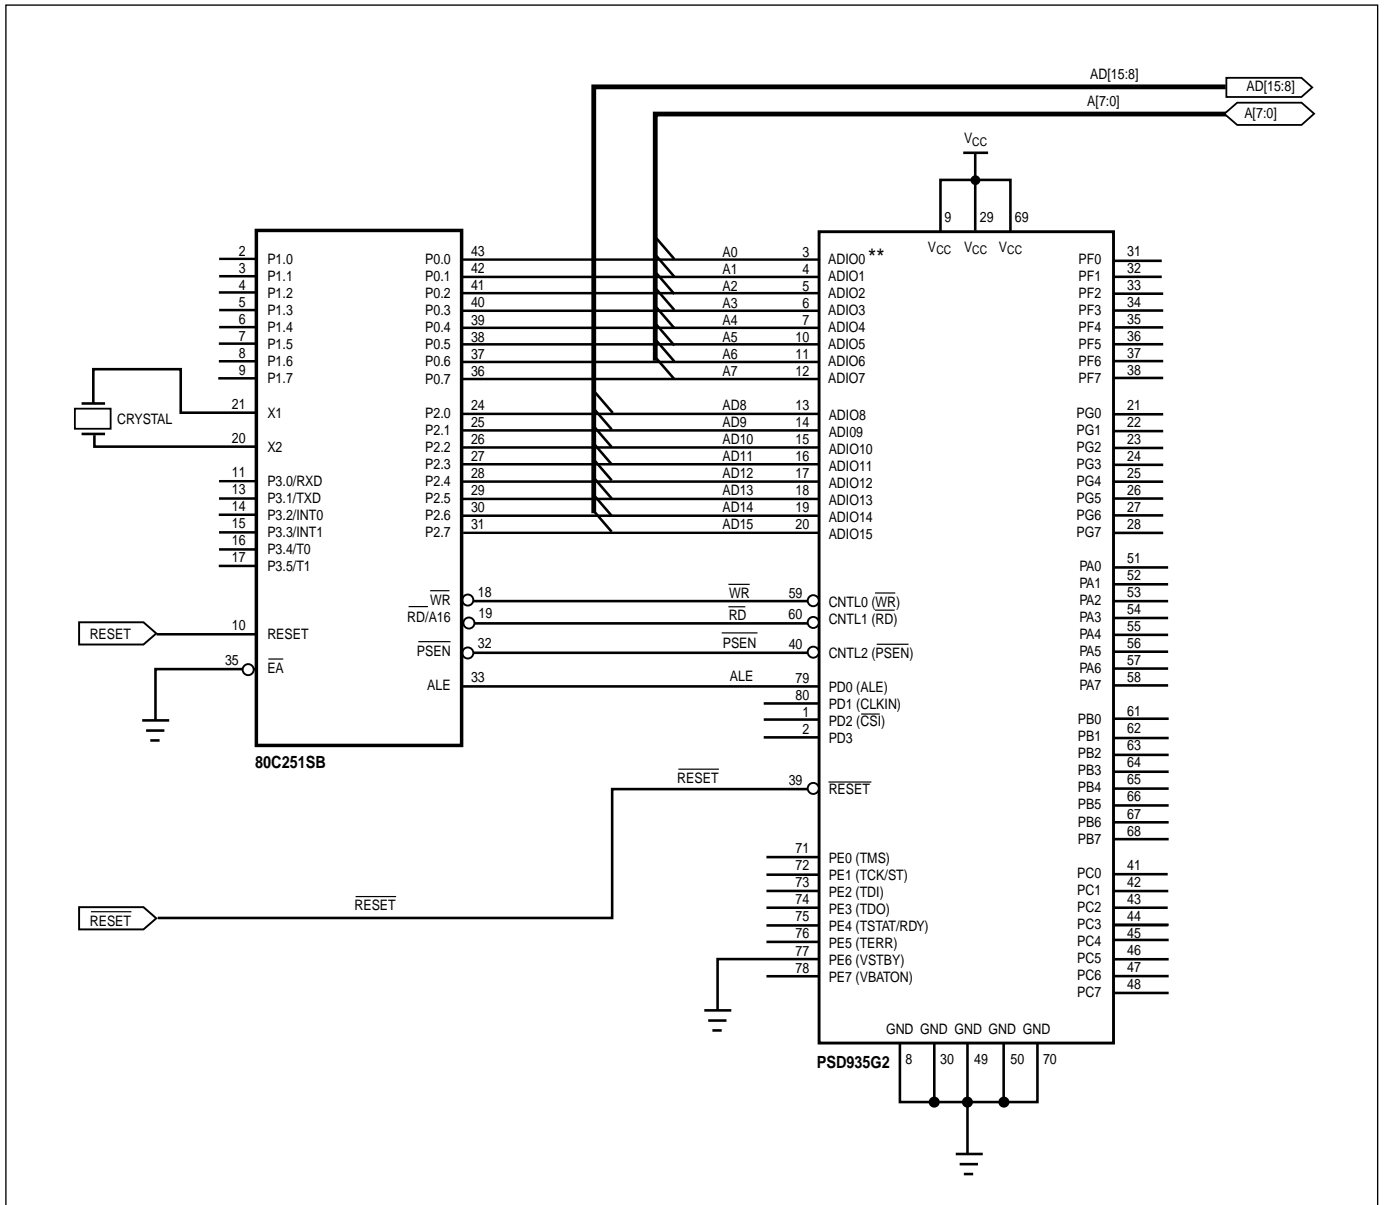 AD[15:8]
AD[15:8]
A[7:0]
A[7:0]
VCC
9 29 69
VCC VCC VCC
2 P1.0
3 P1.1
4 P1.2
5 P1.3
6 P1.4
7 P1.5
8 P1.6
9 P1.7
21 X1
CRYSTAL
20 X2
11 P3.0/RXD
13 P3.1/TXD
14 P3.2/INT0
15 P3.3/INT1
16 P3.4/T0
17 P3.5/T1
RESET
10 RESET
35 EA
P0.0 43
P0.1 42
P0.2 41
P0.3 40
P0.4 39
P0.5 38
P0.6 37
P0.7 36
P2.0 24
P2.1 25
P2.2 26
P2.3 27
P2.4 28
P2.5 29
P2.6 30
P2.7 31
WR 18
RD/A16 19
PSEN 32
ALE 33
80C251SB
A0 3 ADIO0 **
A1 4 ADIO1
A2 5 ADIO2
A3 6 ADIO3
A4 7 ADIO4
A5 10 ADIO5
A6 11 ADIO6
A7 12 ADIO7
AD8 13 ADIO8
AD9 14 ADI09
AD10 15 ADIO10
AD11 16 ADIO11
AD12 17 ADIO12
AD13 18 ADIO13
AD14 19 ADIO14
AD15 20 ADIO15
WR 59 CNTL0 (WR)
RD 60 CNTL1 (RD)
PSEN 40 CNTL2 (PSEN)
ALE 79 PD0 (ALE)
80 PD1 (CLKIN)
1 PD2 (CSI)
2 PD3
RESET 39 RESET
71 PE0 (TMS)
72 PE1 (TCK/ST)
73 PE2 (TDI)
74 PE3 (TDO)
75 PE4 (TSTAT/RDY)
76 PE5 (TERR)
77 PE6 (VSTBY)
78 PE7 (VBATON)
RESET
RESET
PF0 31
PF1 32
PF2 33
PF3 34
PF4 35
PF5 36
PF6 37
PF7 38
PG0 21
PG1 22
PG2 23
PG3 24
PG4 25
PG5 26
PG6 27
PG7 28
PA0 51
PA1 52
PA2 53
PA3 54
PA4 55
PA5 56
PA6 57
PA7 58
PB0 61
PB1 62
PB2 63
PB3 64
PB4 65
PB5 66
PB6 67
PB7 68
PC0 41
PC1 42
PC2 43
PC3 44
PC4 45
PC5 46
PC6 47
PC7 48
GND GND GND GND GND
PSD935G2
8 30 49 50 70